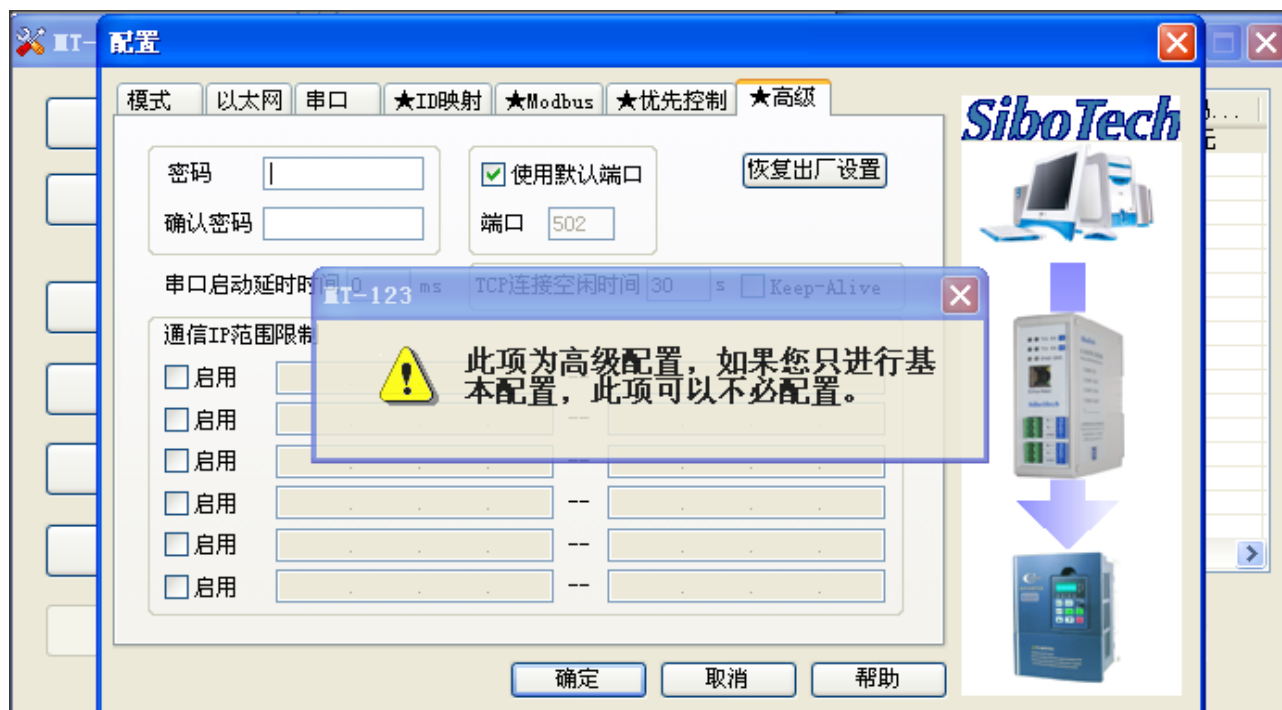 配置
模式 以太网 串口 ★ID映射 ★Modbus ★优先控制 ★高级
SiboTech
密码
使用默认端口
恢复出厂设置
确认密码
端口 502
串口启动延时时间 0 ms
TCP连接空闲时间 30 s Keep-Alive
MT-123
通信IP范围限制
此项为高级配置，如果您只进行基
本配置，此项可以不必配置。
启用
启用 --
启用 --
启用 --
启用 --
启用 --
确定 取消 帮助